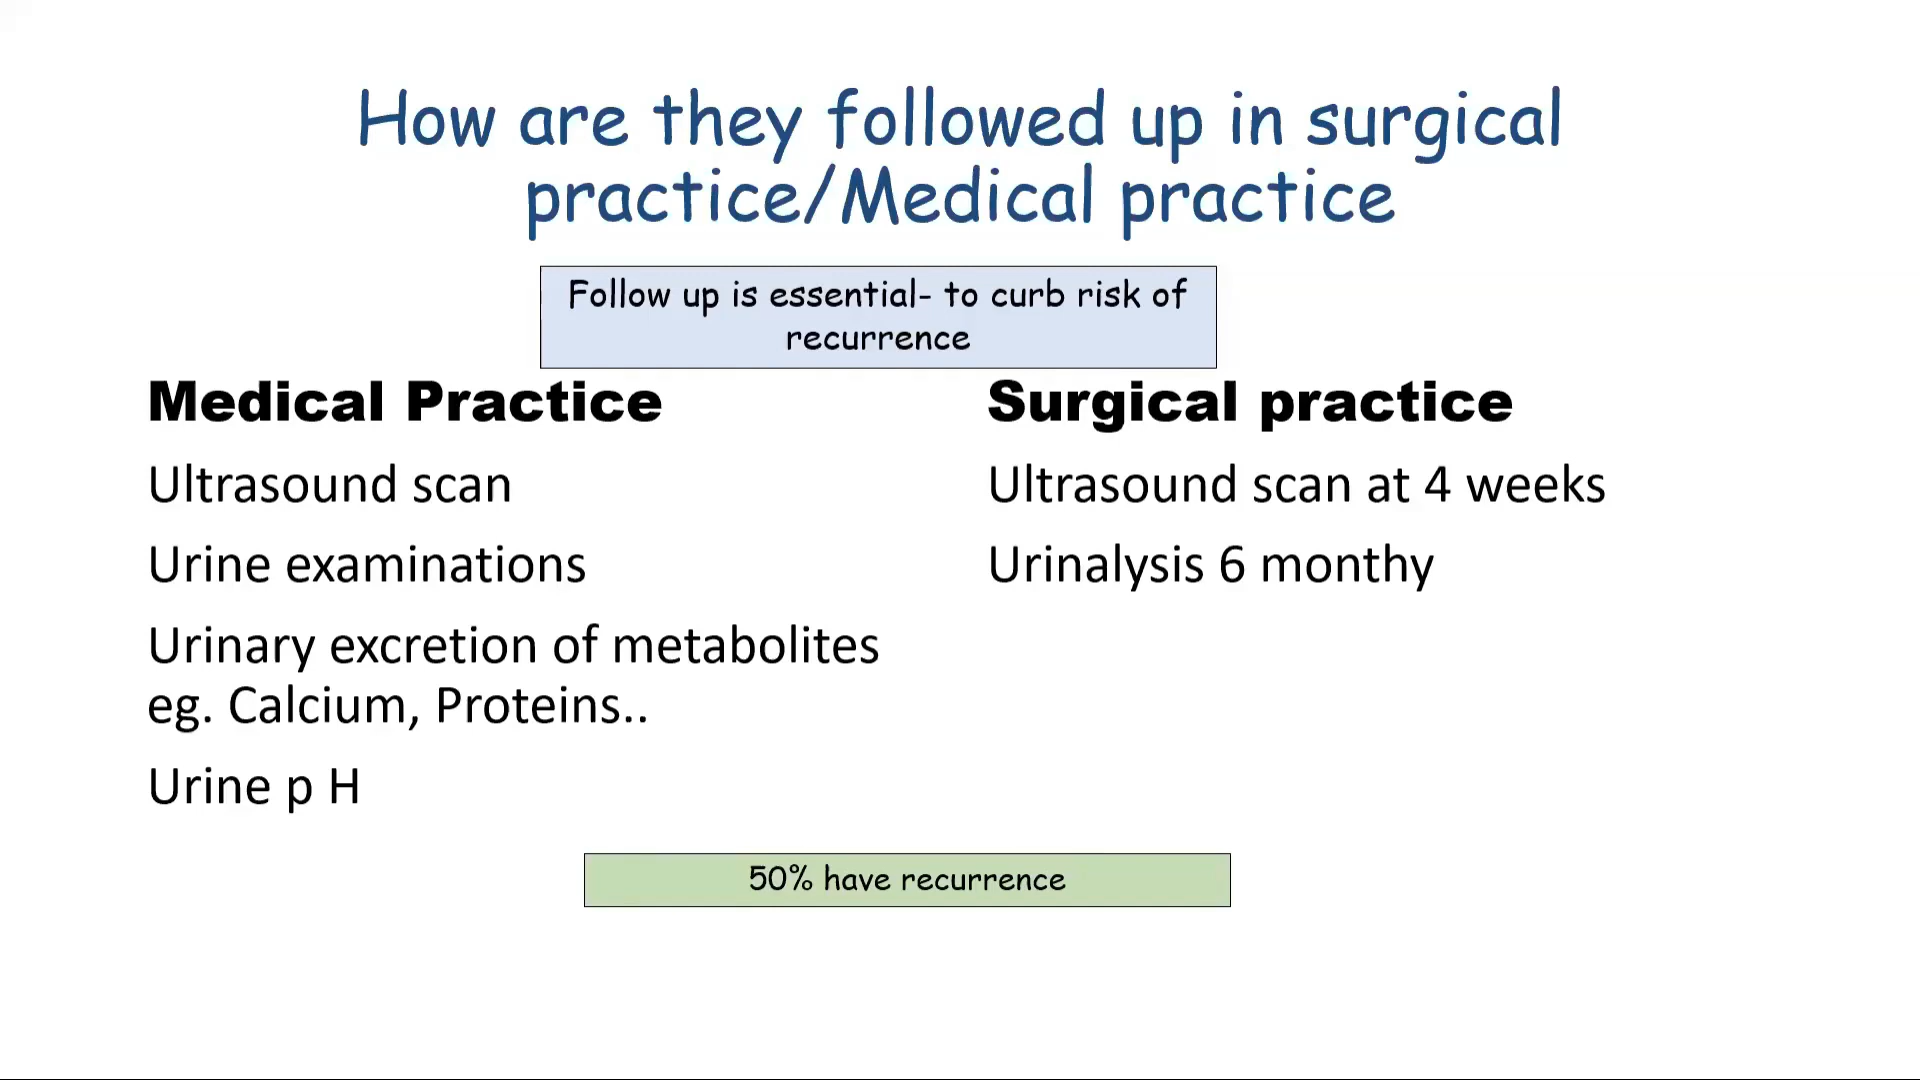 How are they followed up in surgical
practice/Medical practice
Follow up is essential- to curb risk of
recurrence
Medical Practice
Ultrasound scan
Urine examinations
Urinary excretion of metabolites
eg. Calcium, Proteins..
Urine p H
Surgical practice
Ultrasound scan at 4 weeks
Urinalysis 6 monthy
50% have recurrence